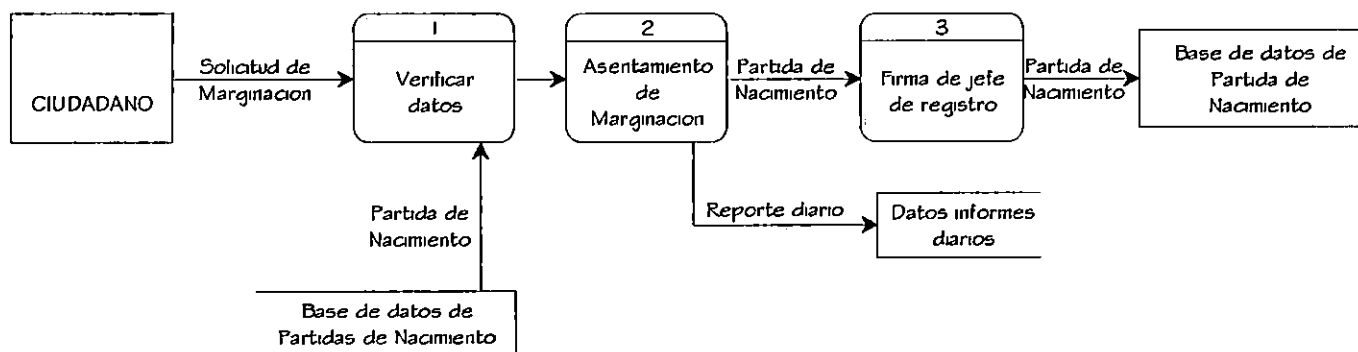 CIUDADANO
Solicitud de
Marginacion
1
Verificar
datos
2
Asentamiento
de
Marginacion
Partida de
Nacimiento
3
Firma de jefe
de registro
Partida de
Nacimiento
Base de datos de
Partida de
Nacimiento
Partida de
Nacimiento
Reporte diario
Datos informes
diarios
Base de datos de
Partidas de Nacimiento